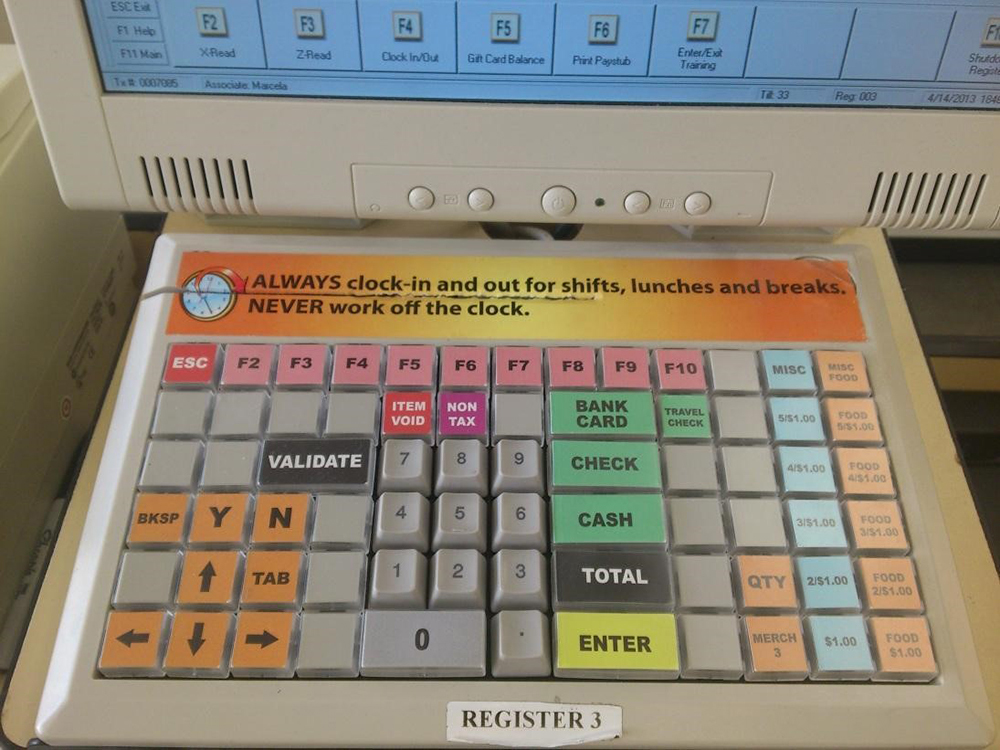 ESC Exit
F1 Help
F11 Main
F2
X-Read
F3
Z-Read
F4
Clock In/Out
F5
Gift Card Balance
F6
Print Paystub
F7
Enter/Exit
Training
Tx #: 0007085
Associate: Marcela
Till: 33
Reg: 003
4/14/2013
ALWAYS clock-in and out for shifts, lunches and breaks.
NEVER work off the clock.
ESC F2 F3 F4 F5 F6 F7 F8 F9 F10 MISC
MISC
FOOD
ITEM
VOID
NON
TAX
BANK
CARD
TRAVEL
CHECK
5/$1.00
FOOD
5/$1.00
VALIDATE 7 8 9 CHECK 4/$1.00
FOOD
4/$1.00
BKSP Y N 4 5 6 CASH 3/$1.00
FOOD
3/$1.00
TAB 1 2 3 TOTAL QTY 2/$1.00
FOOD
2/$1.00
0 . ENTER
MERCH
3
$1.00
FOOD
$1.00
REGISTER 3